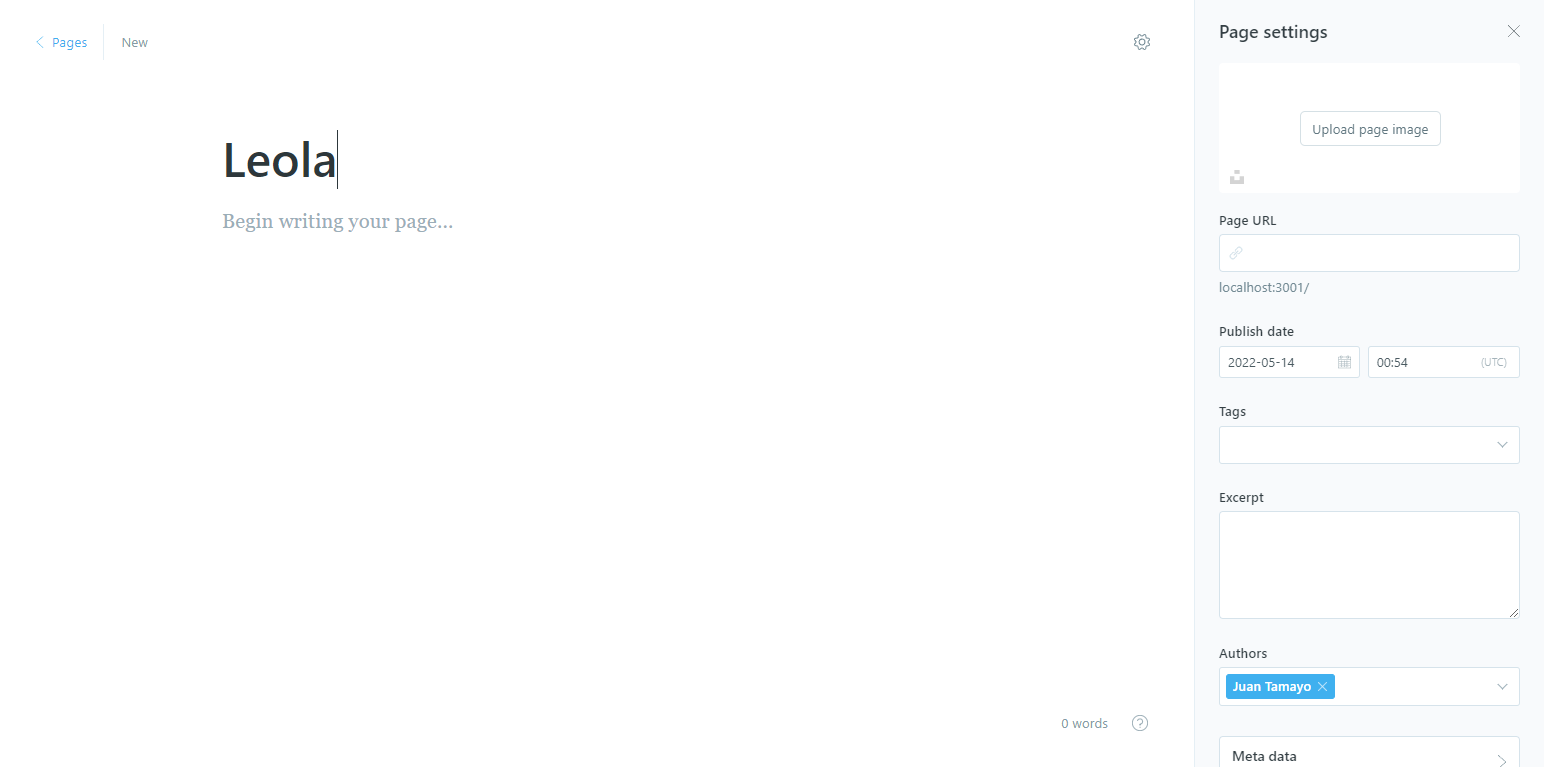 Pages
New
Leola
Begin writing your page...
0 words
Page settings
Upload page image
Page URL
localhost:3001/
Publish date
2022-05-14
00:54
(UTC)
Tags
Excerpt
Authors
Juan Tamayo
Meta data